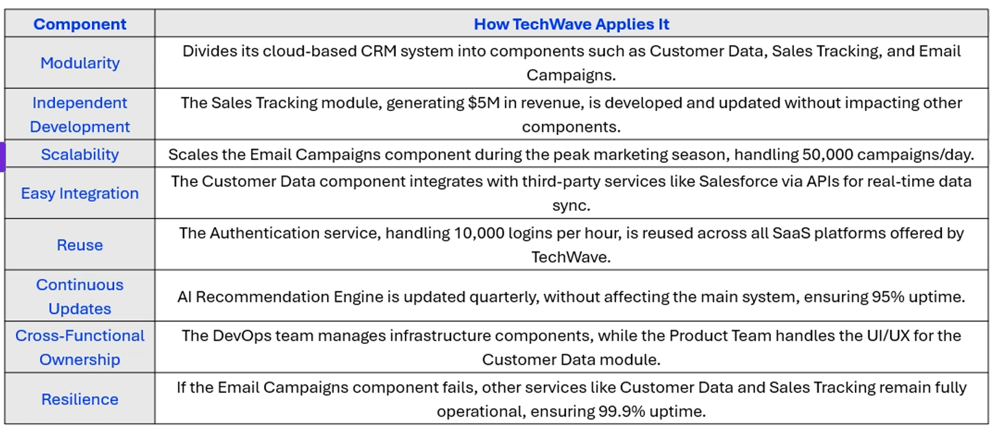 Component
How TechWave Applies It
Modularity
Divides its cloud-based CRM system into components such as Customer Data, Sales Tracking, and Email
Campaigns.
Independent
Development
The Sales Tracking module, generating $5M in revenue, is developed and updated without impacting other
components.
Scalability
Scales the Email Campaigns component during the peak marketing season, handling 50,000 campaigns/day.
Easy Integration
The Customer Data component integrates with third-party services like Salesforce via APIs for real-time data
sync.
Reuse
The Authentication service, handling 10,000 logins per hour, is reused across all SaaS platforms offered by
TechWave.
Continuous
Updates
AI Recommendation Engine is updated quarterly, without affecting the main system, ensuring 95% uptime.
Cross-Functional
Ownership
The DevOps team manages infrastructure components, while the Product Team handles the UI/UX for the
Customer Data module.
Resilience
If the Email Campaigns component fails, other services like Customer Data and Sales Tracking remain fully
operational, ensuring 99.9% uptime.